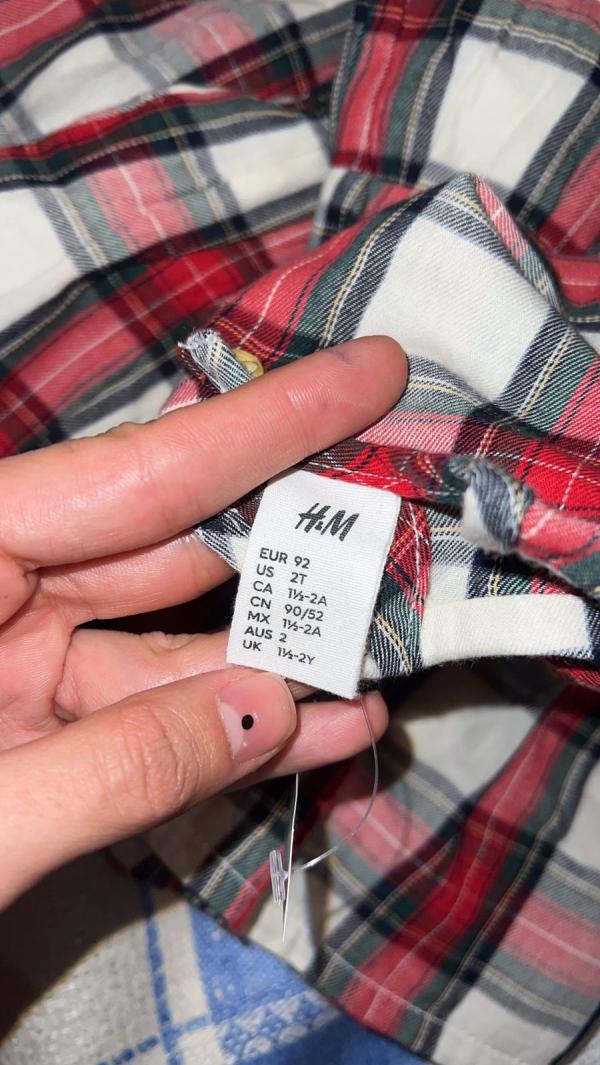 H&M
EUR 92
US 2T
CA 1½-2A
CN 90/52
MX 1½-2A
AUS 2
UK 1½-2Y